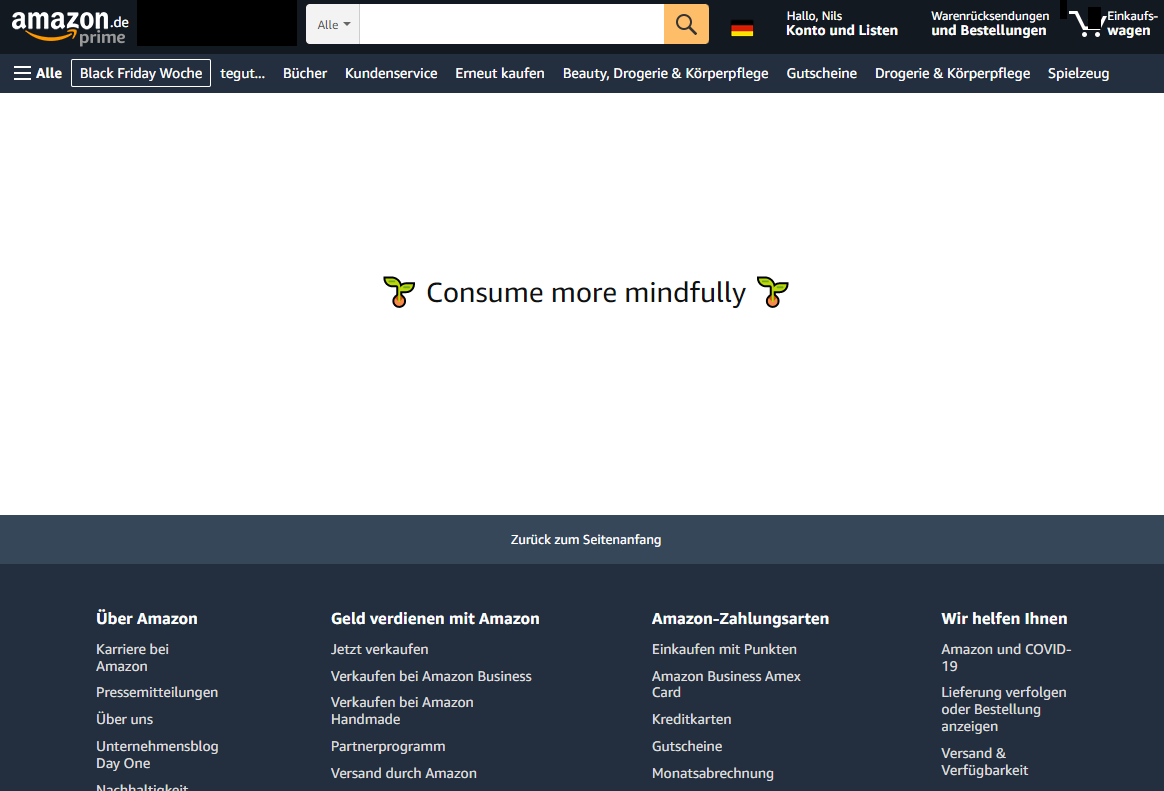 amazon.de
prime
Alle
Hallo, Nils
Konto und Listen
Warenrücksendungen
und Bestellungen
Einkaufs-
wagen
Alle
Black Friday Woche
tegut...
Bücher
Kundenservice
Erneut kaufen
Beauty, Drogerie & Körperpflege
Gutscheine
Drogerie & Körperpflege
Spielzeug
🌱 Consume more mindfully 🌱
Zurück zum Seitenanfang
Über Amazon
Karriere bei
Amazon
Pressemitteilungen
Über uns
Unternehmensblog
Day One
Nachhaltigkeit
Geld verdienen mit Amazon
Jetzt verkaufen
Verkaufen bei Amazon Business
Verkaufen bei Amazon
Handmade
Partnerprogramm
Versand durch Amazon
Amazon-Zahlungsarten
Einkaufen mit Punkten
Amazon Business Amex
Card
Kreditkarten
Gutscheine
Monatsabrechnung
Wir helfen Ihnen
Amazon und COVID-
19
Lieferung verfolgen
oder Bestellung
anzeigen
Versand &
Verfügbarkeit